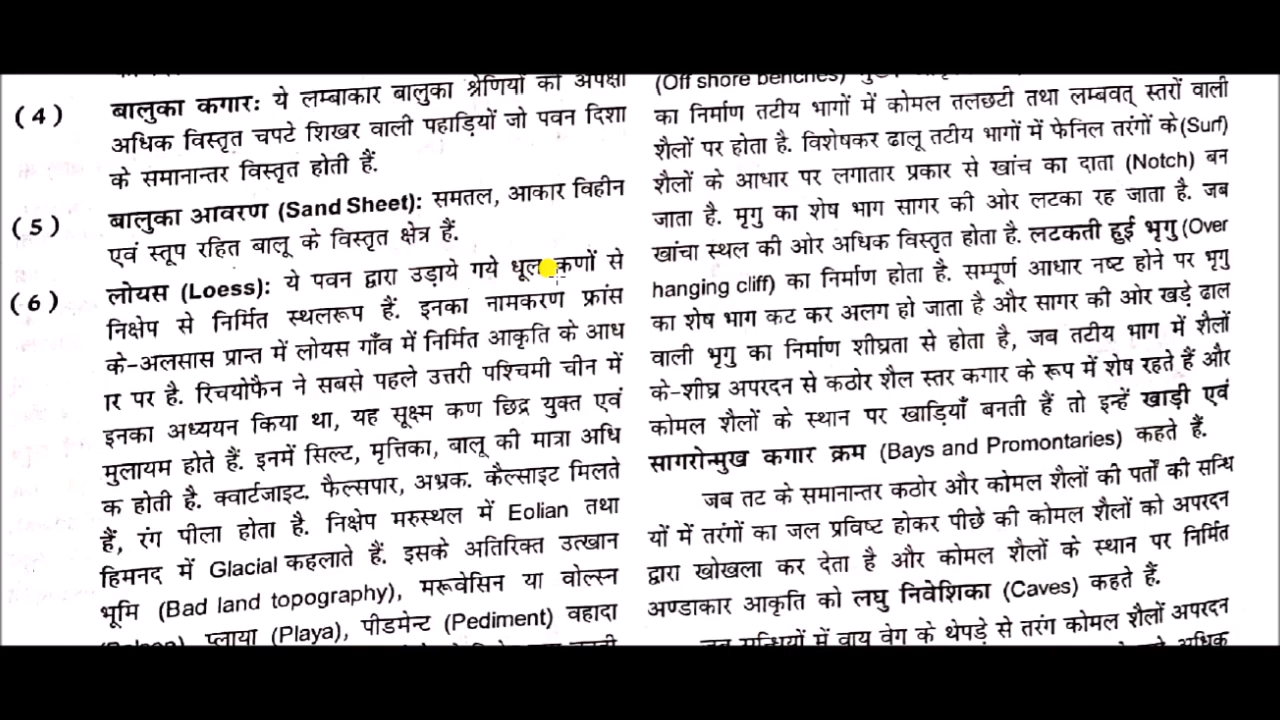 (4) बालुका कगारः ये लम्बाकार बालुका श्रेणियों की अपेक्षा
अधिक विस्तृत चपटे शिखर वाली पहाड़ियों जो पवन दिशा
के समानान्तर विस्तृत होती हैं.
(5) बालुका आवरण (Sand Sheet): समतल, आकार विहीन
एवं स्तूप रहित बालू के विस्तृत क्षेत्र हैं.
(6) लोयस (Loess): ये पवन द्वारा उड़ाये गये धूल कणों से
निक्षेप से निर्मित स्थलरूप हैं. इनका नामकरण फ्रांस
के-अलसास प्रान्त में लोयस गाँव में निर्मित आकृति के आध
ार पर है. रिचयोफैन ने सबसे पहले उत्तरी पश्चिमी चीन में
इनका अध्ययन किया था, यह सूक्ष्म कण छिद्र युक्त एवं
मुलायम होते हैं. इनमें सिल्ट, मृत्तिका, बालू की मात्रा अधि
क होती है. क्वार्टजाइट. फैल्सपार, अभ्रक. कैल्साइट मिलते
हैं, रंग पीला होता है. निक्षेप मरुस्थल में Eolian तथा
हिमनद में Glacial कहलाते हैं. इसके अतिरिक्त उत्खान
भूमि (Bad land topography), मरूवेसिन या वोल्स्न
प्लाया (Playa), पीडमेन्ट (Pediment) वहादा
(Off shore benches)
का निर्माण तटीय भागों में कोमल तलछटी तथा लम्बवत् स्तरों वाली
शैलों पर होता है. विशेषकर ढालू तटीय भागों में फेनिल तरंगों के(Surf)
शैलों के आधार पर लगातार प्रकार से खांच का दाता (Notch) बन
जाता है. मृगु का शेष भाग सागर की ओर लटका रह जाता है. जब
खांचा स्थल की ओर अधिक विस्तृत होता है. लटकती हुई भृगु (Over
hanging cliff) का निर्माण होता है. सम्पूर्ण आधार नष्ट होने पर भृगु
का शेष भाग कट कर अलग हो जाता है और सागर की ओर खड़े ढाल
वाली भृगु का निर्माण शीघ्रता से होता है, जब तटीय भाग में शैलों
के-शीघ्र अपरदन से कठोर शैल स्तर कगार के रूप में शेष रहते हैं और
कोमल शैलों के स्थान पर खाड़ियाँ बनती हैं तो इन्हें खाड़ी एवं
सागरोन्मुख कगार क्रम (Bays and Promontaries) कहते हैं.
जब तट के समानान्तर कठोर और कोमल शैलों की पर्तों की सन्धि
यों में तरंगों का जल प्रविष्ट होकर पीछे की कोमल शैलों को अपरदन
द्वारा खोखला कर देता है और कोमल शैलों के स्थान पर निर्मित
अण्डाकार आकृति को लघु निवेशिका (Caves) कहते हैं.
जब सन्धियों में वायु वेग के थेपड़े से तरंग कोमल शैलों अपरदन
अधिक